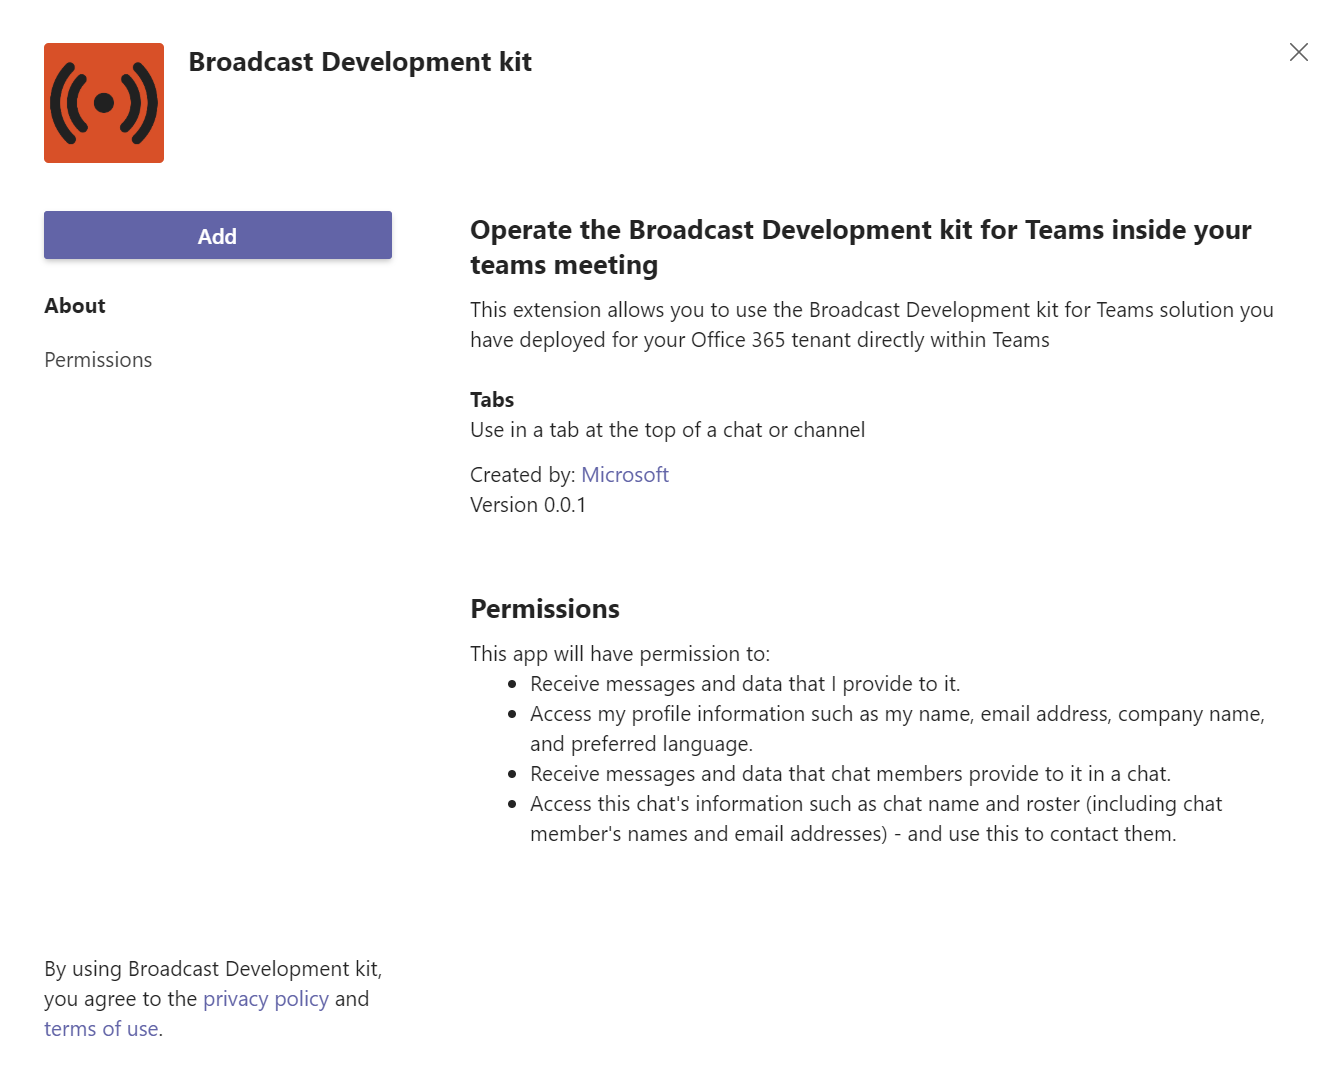 Broadcast Development kit
Add
About
Permissions
Operate the Broadcast Development kit for Teams inside your
teams meeting
This extension allows you to use the Broadcast Development kit for Teams solution you
have deployed for your Office 365 tenant directly within Teams
Tabs
Use in a tab at the top of a chat or channel
Created by: Microsoft
Version 0.0.1
Permissions
This app will have permission to:
• Receive messages and data that I provide to it.
• Access my profile information such as my name, email address, company name,
and preferred language.
• Receive messages and data that chat members provide to it in a chat.
• Access this chat's information such as chat name and roster (including chat
member's names and email addresses) - and use this to contact them.
By using Broadcast Development kit,
you agree to the privacy policy and
terms of use.